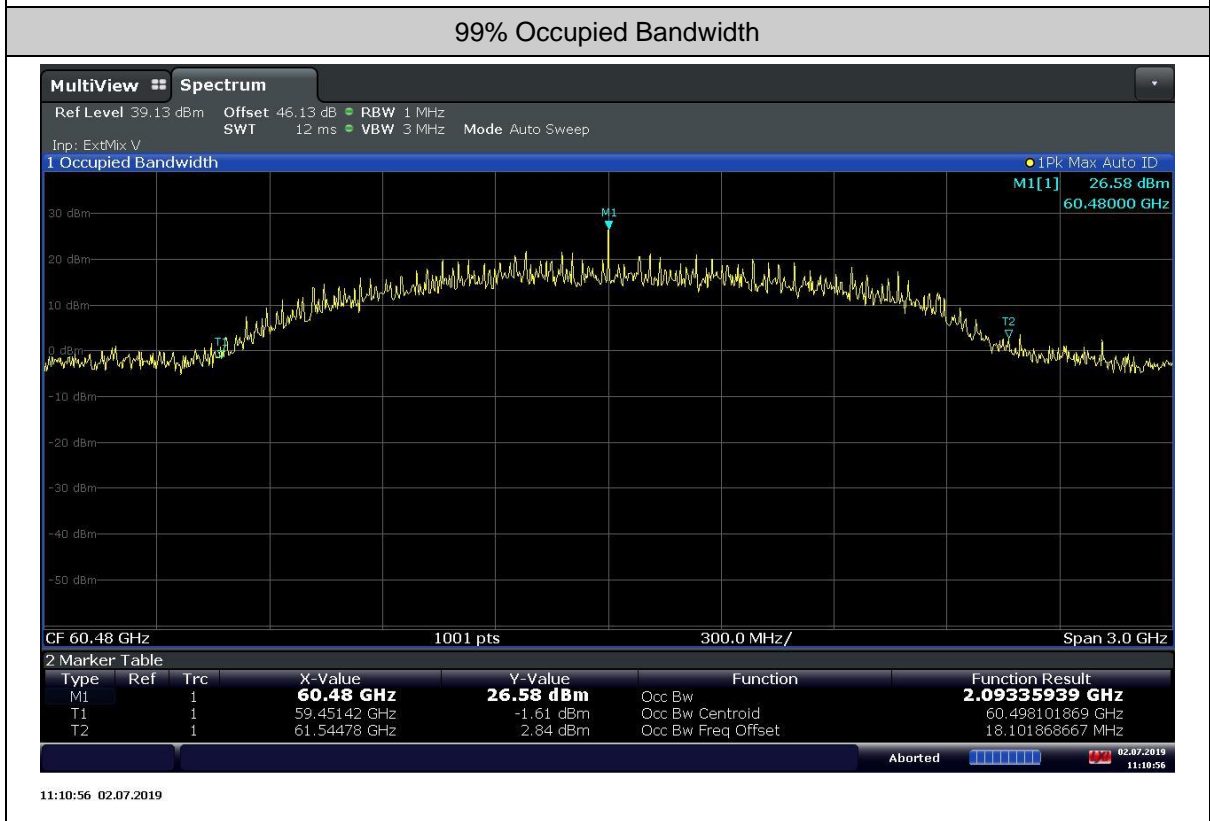 99% Occupied Bandwidth
MultiView Spectrum
Ref Level 39.13 dBm Offset 46.13 dB RBW 1 MHz
SWT 12 ms VBW 3 MHz Mode Auto Sweep
Inp: ExtMix V
1 Occupied Bandwidth 1Pk Max Auto ID
M1[1] 26.58 dBm
60.48000 GHz
30 dBm
M1
20 dBm
10 dBm
T2
T1
0 dBm
-10 dBm
-20 dBm
-30 dBm
-40 dBm
-50 dBm
CF 60.48 GHz 1001 pts 300.0 MHz/ Span 3.0 GHz
2 Marker Table
Type Ref Trc X-Value Y-Value Function Function Result
M1 1 60.48 GHz 26.58 dBm Occ Bw 2.09335939 GHz
T1 1 59.45142 GHz -1.61 dBm Occ Bw Centroid 60.498101869 GHz
T2 1 61.54478 GHz 2.84 dBm Occ Bw Freq Offset 18.101868667 MHz
Aborted 02.07.2019
11:10:56
11:10:56 02.07.2019